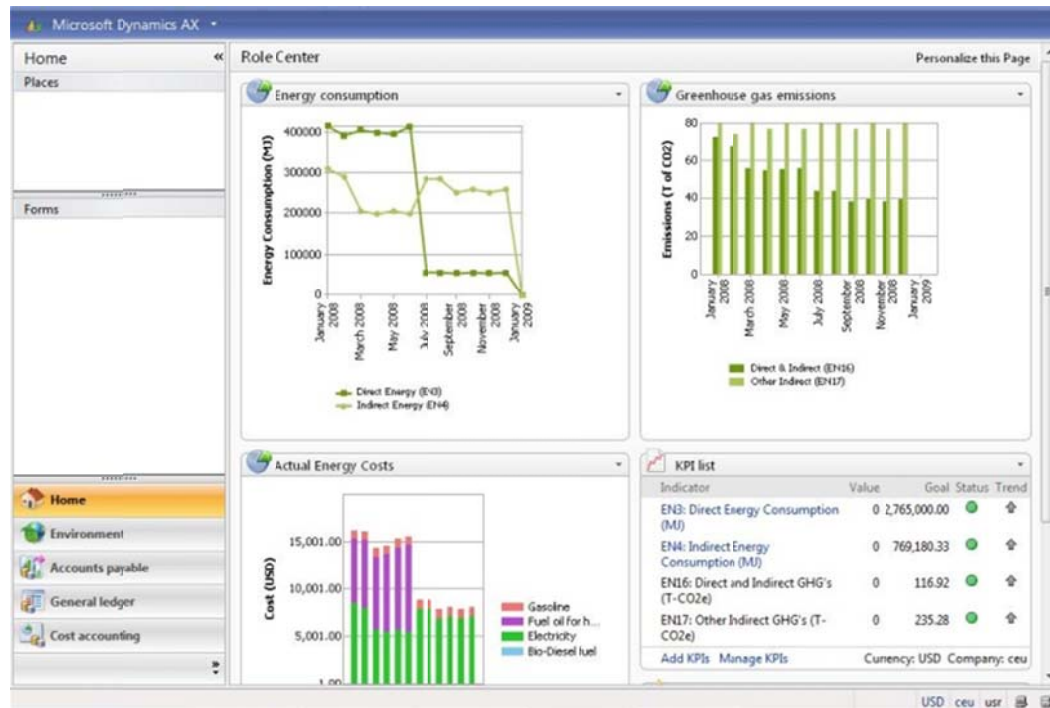 Microsoft Dynamics AX
Home
Places
Forms
Home
Environment
Accounts payable
General ledger
Cost accounting
Role Center
Personalize this Page
Energy consumption
Energy Consumption (MJ)
400000
300000
200000
100000
0
January 2008
March 2008
May 2008
July 2008
September 2008
November 2008
January 2009
Direct Energy (EN3)
Indirect Energy EN4)
Greenhouse gas emissions
Emissions (T of CO2)
80
60
40
20
0
January 2008
March 2008
May 2008
July 2008
September 2008
November 2008
January 2009
Direct & Indirect (EN16)
Other Indirect (EN17)
Actual Energy Costs
Cost (USD)
15,001.00
10,001.00
5,001.00
1.00
Gasoline
Fuel oil for h...
Electricity
Bio-Diesel fuel
KPI list
Indicator Value Goal Status Trend
EN3: Direct Energy Consumption 0 2,765,000.00
(MJ)
EN4: Indirect Energy 0 769,180.33
Consumption (MJ)
EN16: Direct and Indirect GHG's 0 116.92
(T-CO2e)
EN17: Other Indirect GHG's (T- 0 235.28
CO2e)
Add KPIs Manage KPIs Currency: USD Company: ceu
USD ceu usr